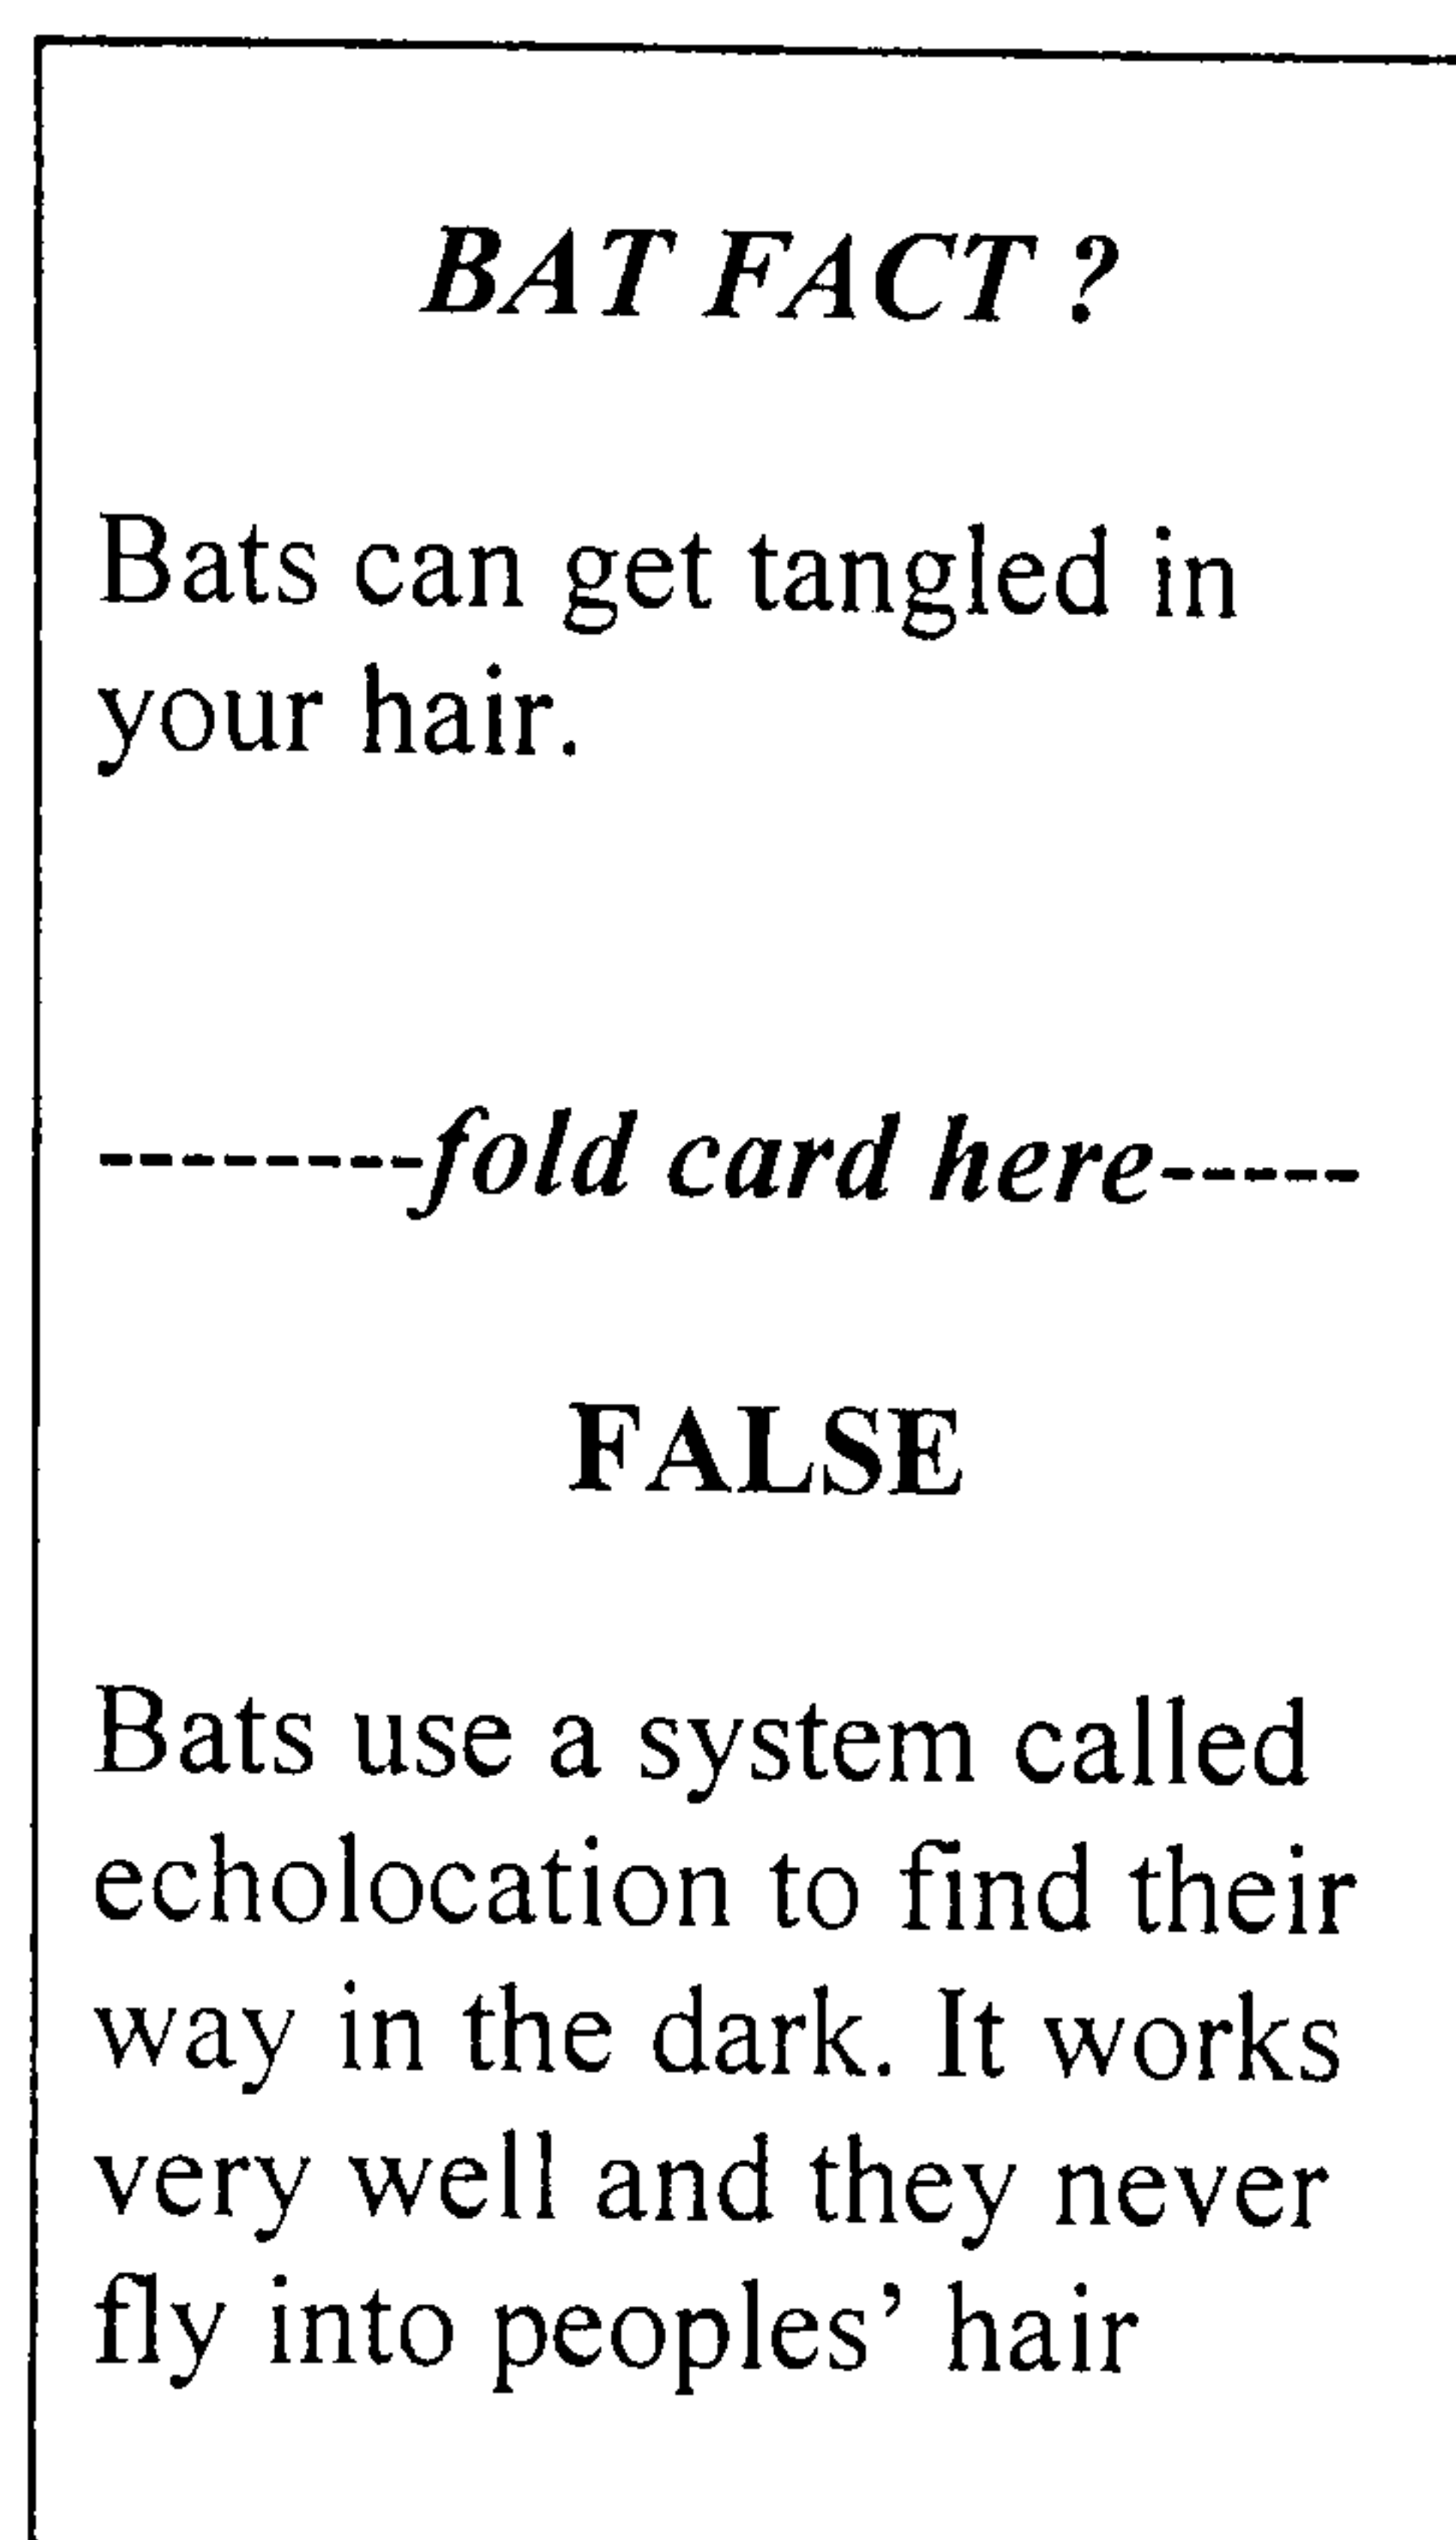 BAT FACT ?
Bats can get tangled in
your hair.
--------fold card here-----
FALSE
Bats use a system called
echolocation to find their
way in the dark. It works
very well and they never
fly into peoples’ hair